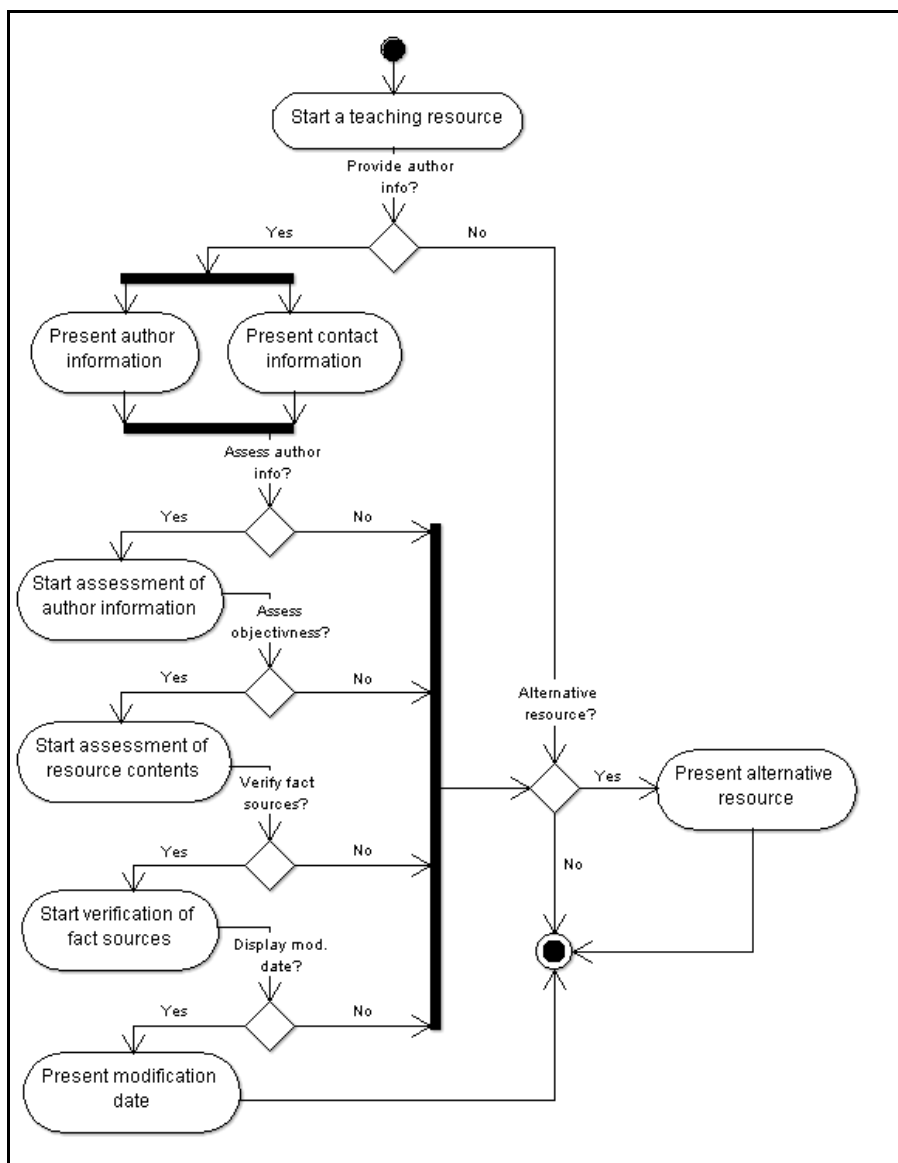 Start a teaching resource
Provide author
info?
Yes
No
Present author
information
Present contact
information
Assess author
info?
Yes
No
Start assessment of
author information
Assess
objectivness?
Yes
No
Alternative
resource?
Start assessment of
resource contents
Verify fact
sources?
Yes
Present alternative
resource
Yes
No
No
Start verification of
fact sources
Display mod.
date?
Yes
No
Present modification
date